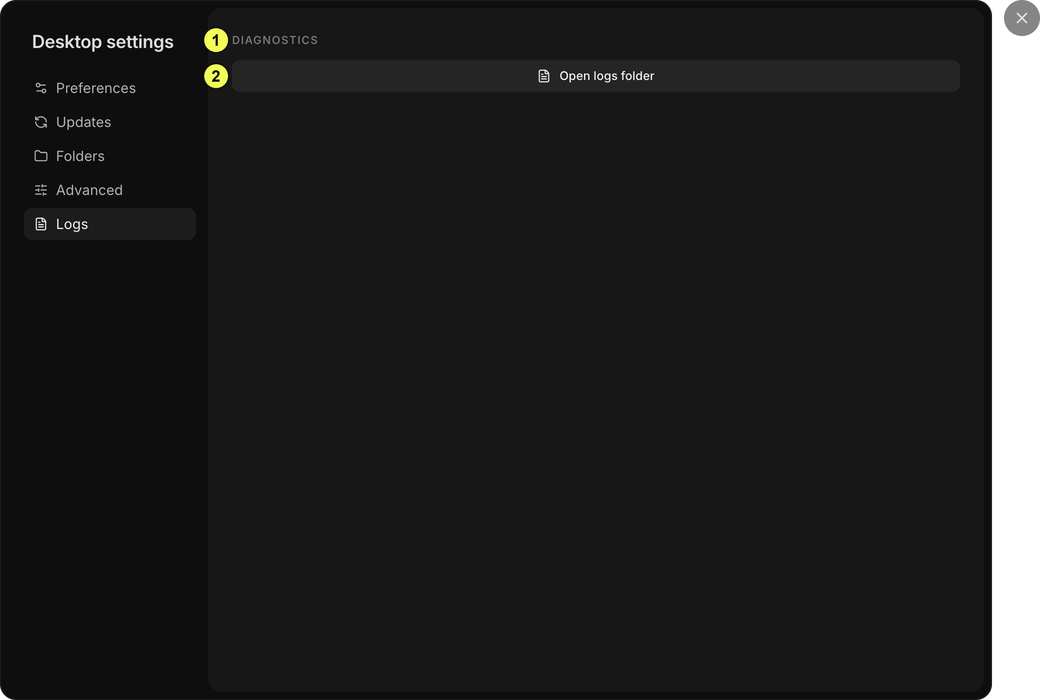 Desktop settings
Preferences
Updates
Folders
Advanced
Logs
1 DIAGNOSTICS
2 Open logs folder